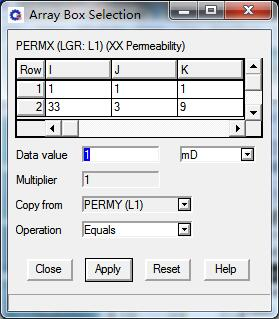 Array Box Selection
PERMX (LGR: L1) (XX Permeability)
Row I J K
1 1 1 1
2 33 3 9
Data value 1 mD
Multiplier 1
Copy from PERMY (L1)
Operation Equals
Close Apply Reset Help